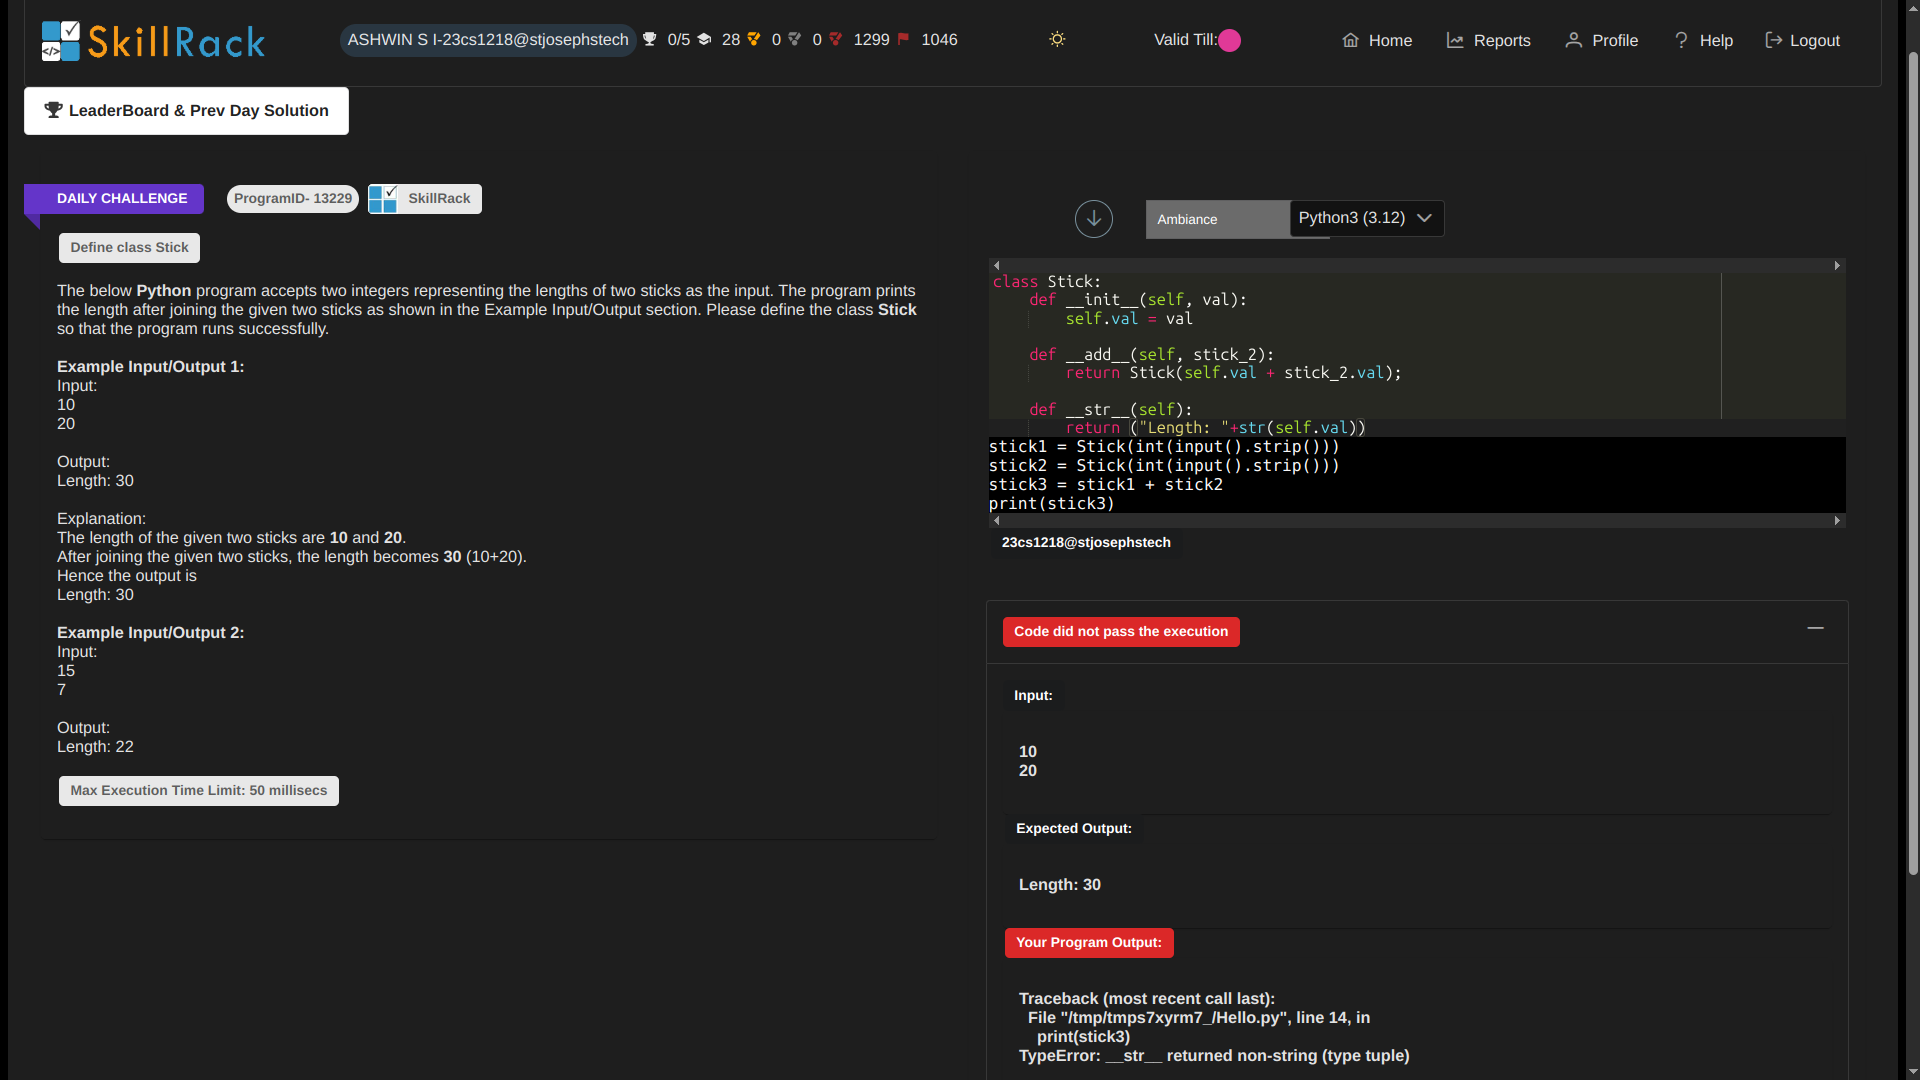 SkillRack
ASHWIN S I-23cs1218@stjosephstech 0/5 28 0 0 1299 1046
Valid Till:
Home Reports Profile ? Help Logout
LeaderBoard & Prev Day Solution
DAILY CHALLENGE ProgramID- 13229 SkillRack
Define class Stick
The below Python program accepts two integers representing the lengths of two sticks as the input. The program prints
the length after joining the given two sticks as shown in the Example Input/Output section. Please define the class Stick
so that the program runs successfully.
Example Input/Output 1:
Input:
10
20
Output:
Length: 30
Explanation:
The length of the given two sticks are 10 and 20.
After joining the given two sticks, the length becomes 30 (10+20).
Hence the output is
Length: 30
Example Input/Output 2:
Input:
15
7
Output:
Length: 22
Max Execution Time Limit: 50 millisecs
Ambiance Python3 (3.12)
class Stick:
    def __init__(self, val):
        self.val = val
    def __add__(self, stick_2):
        return Stick(self.val + stick_2.val);
    def __str__(self):
        return ("Length: "+str(self.val))
stick1 = Stick(int(input().strip()))
stick2 = Stick(int(input().strip()))
stick3 = stick1 + stick2
print(stick3)
23cs1218@stjosephstech
Code did not pass the execution
Input:
10
20
Expected Output:
Length: 30
Your Program Output:
Traceback (most recent call last):
  File "/tmp/tmps7xyrm7_/Hello.py", line 14, in
    print(stick3)
TypeError: __str__ returned non-string (type tuple)